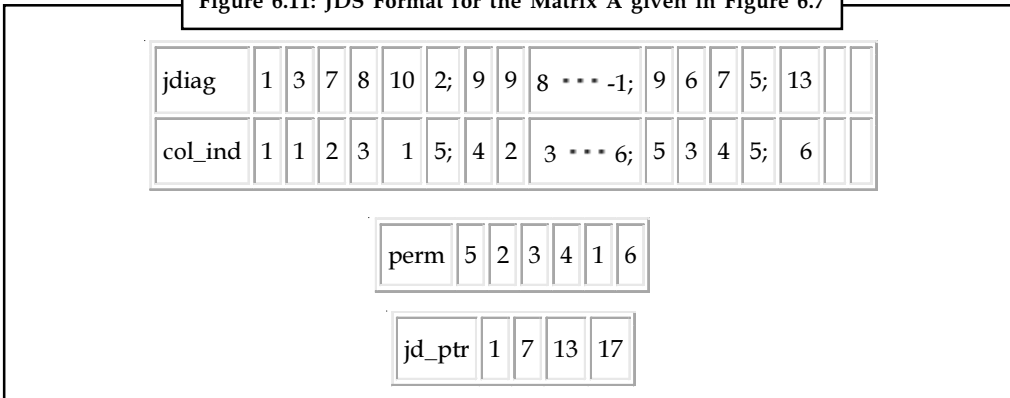 Figure 6.11: JDS Format for the Matrix A given in Figure 6.7
jdiag 1 3 7 8 10 2; 9 9 8 ··· -1; 9 6 7 5; 13
col_ind 1 1 2 3 1 5; 4 2 3 ··· 6; 5 3 4 5; 6
perm 5 2 3 4 1 6
jd_ptr 1 7 13 17